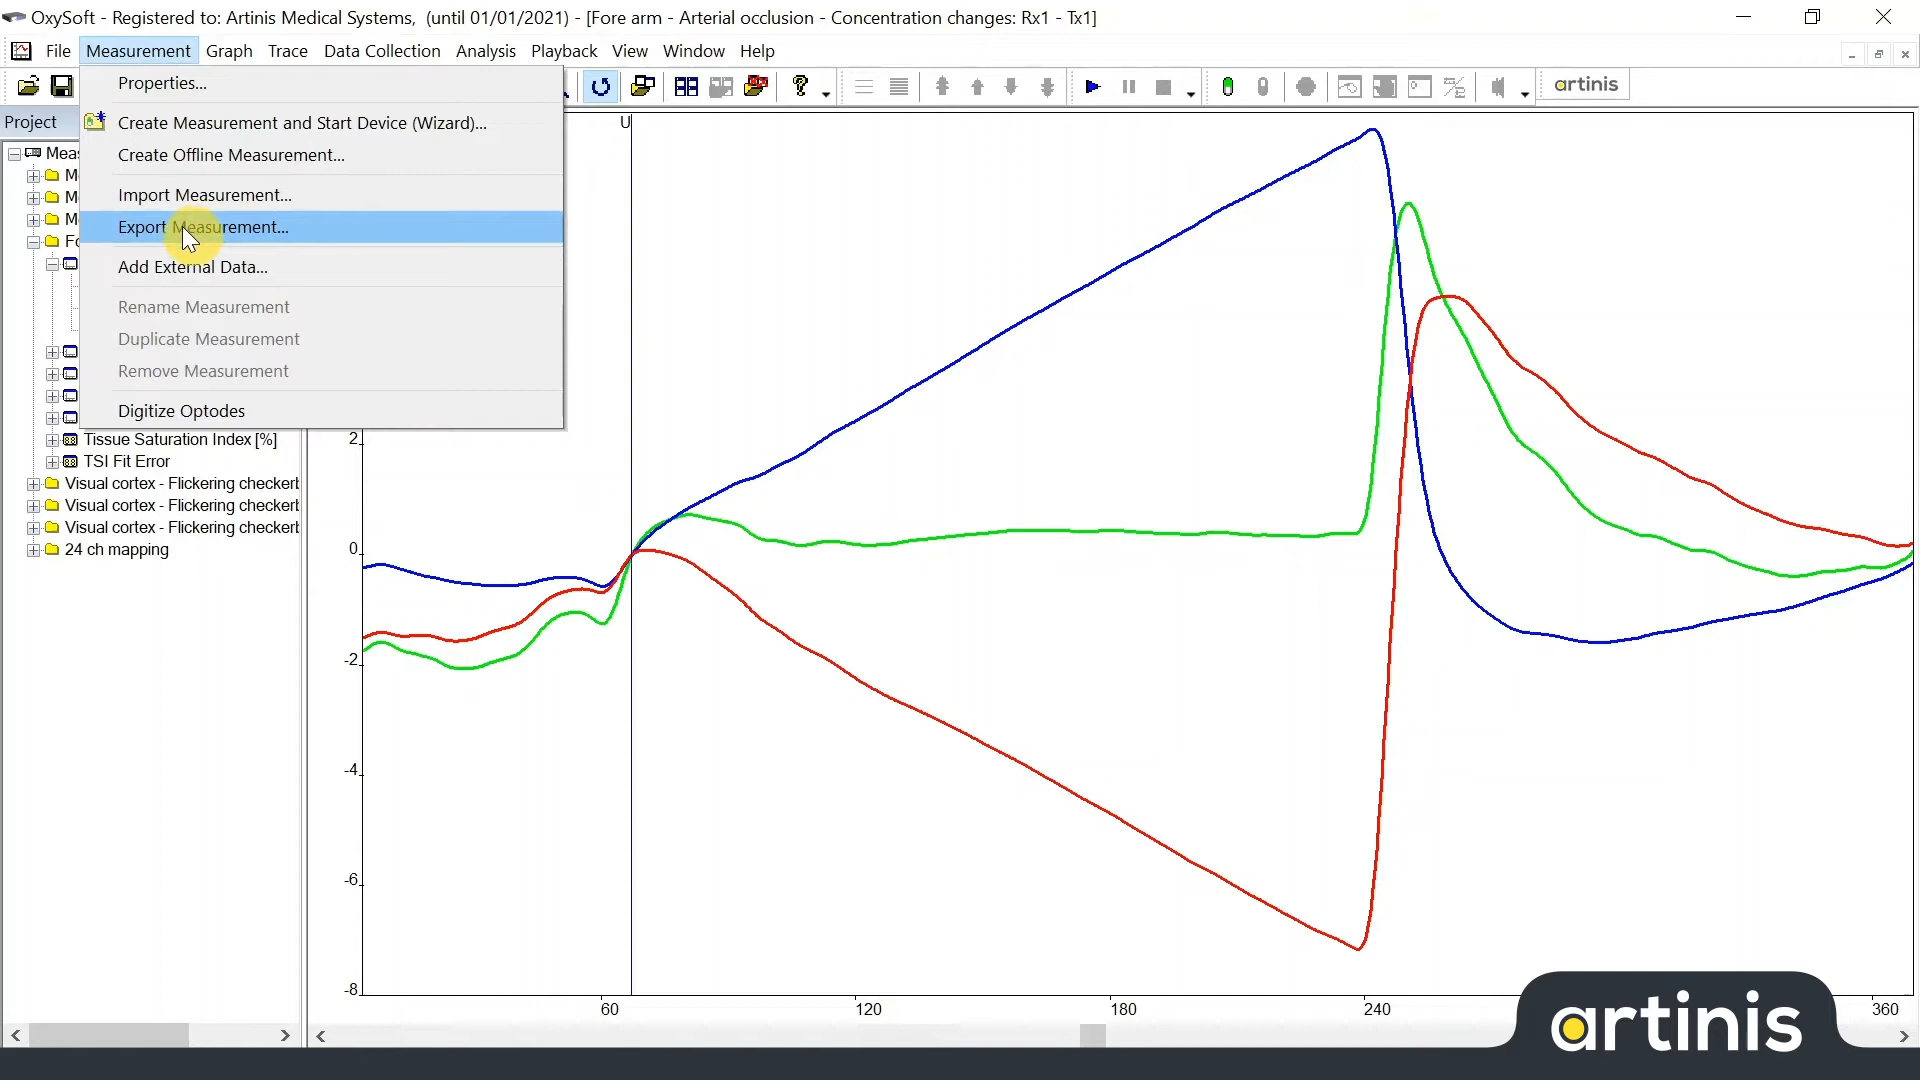 OxySoft - Registered to: Artinis Medical Systems, (until 01/01/2021) - [Fore arm - Arterial occlusion - Concentration changes: Rx1 - Tx1]
File Measurement Graph Trace Data Collection Analysis Playback View Window Help
artinis
Project
Properties...
Create Measurement and Start Device (Wizard)...
Create Offline Measurement...
Import Measurement...
Export Measurement...
Add External Data...
Rename Measurement
Duplicate Measurement
Remove Measurement
Digitize Optodes
Tissue Saturation Index [%]
TSI Fit Error
Visual cortex - Flickering checkerb
Visual cortex - Flickering checkerb
Visual cortex - Flickering checkerb
24 ch mapping
U
2
0
-2
-4
-6
-8
60 120 180 240 360
artinis